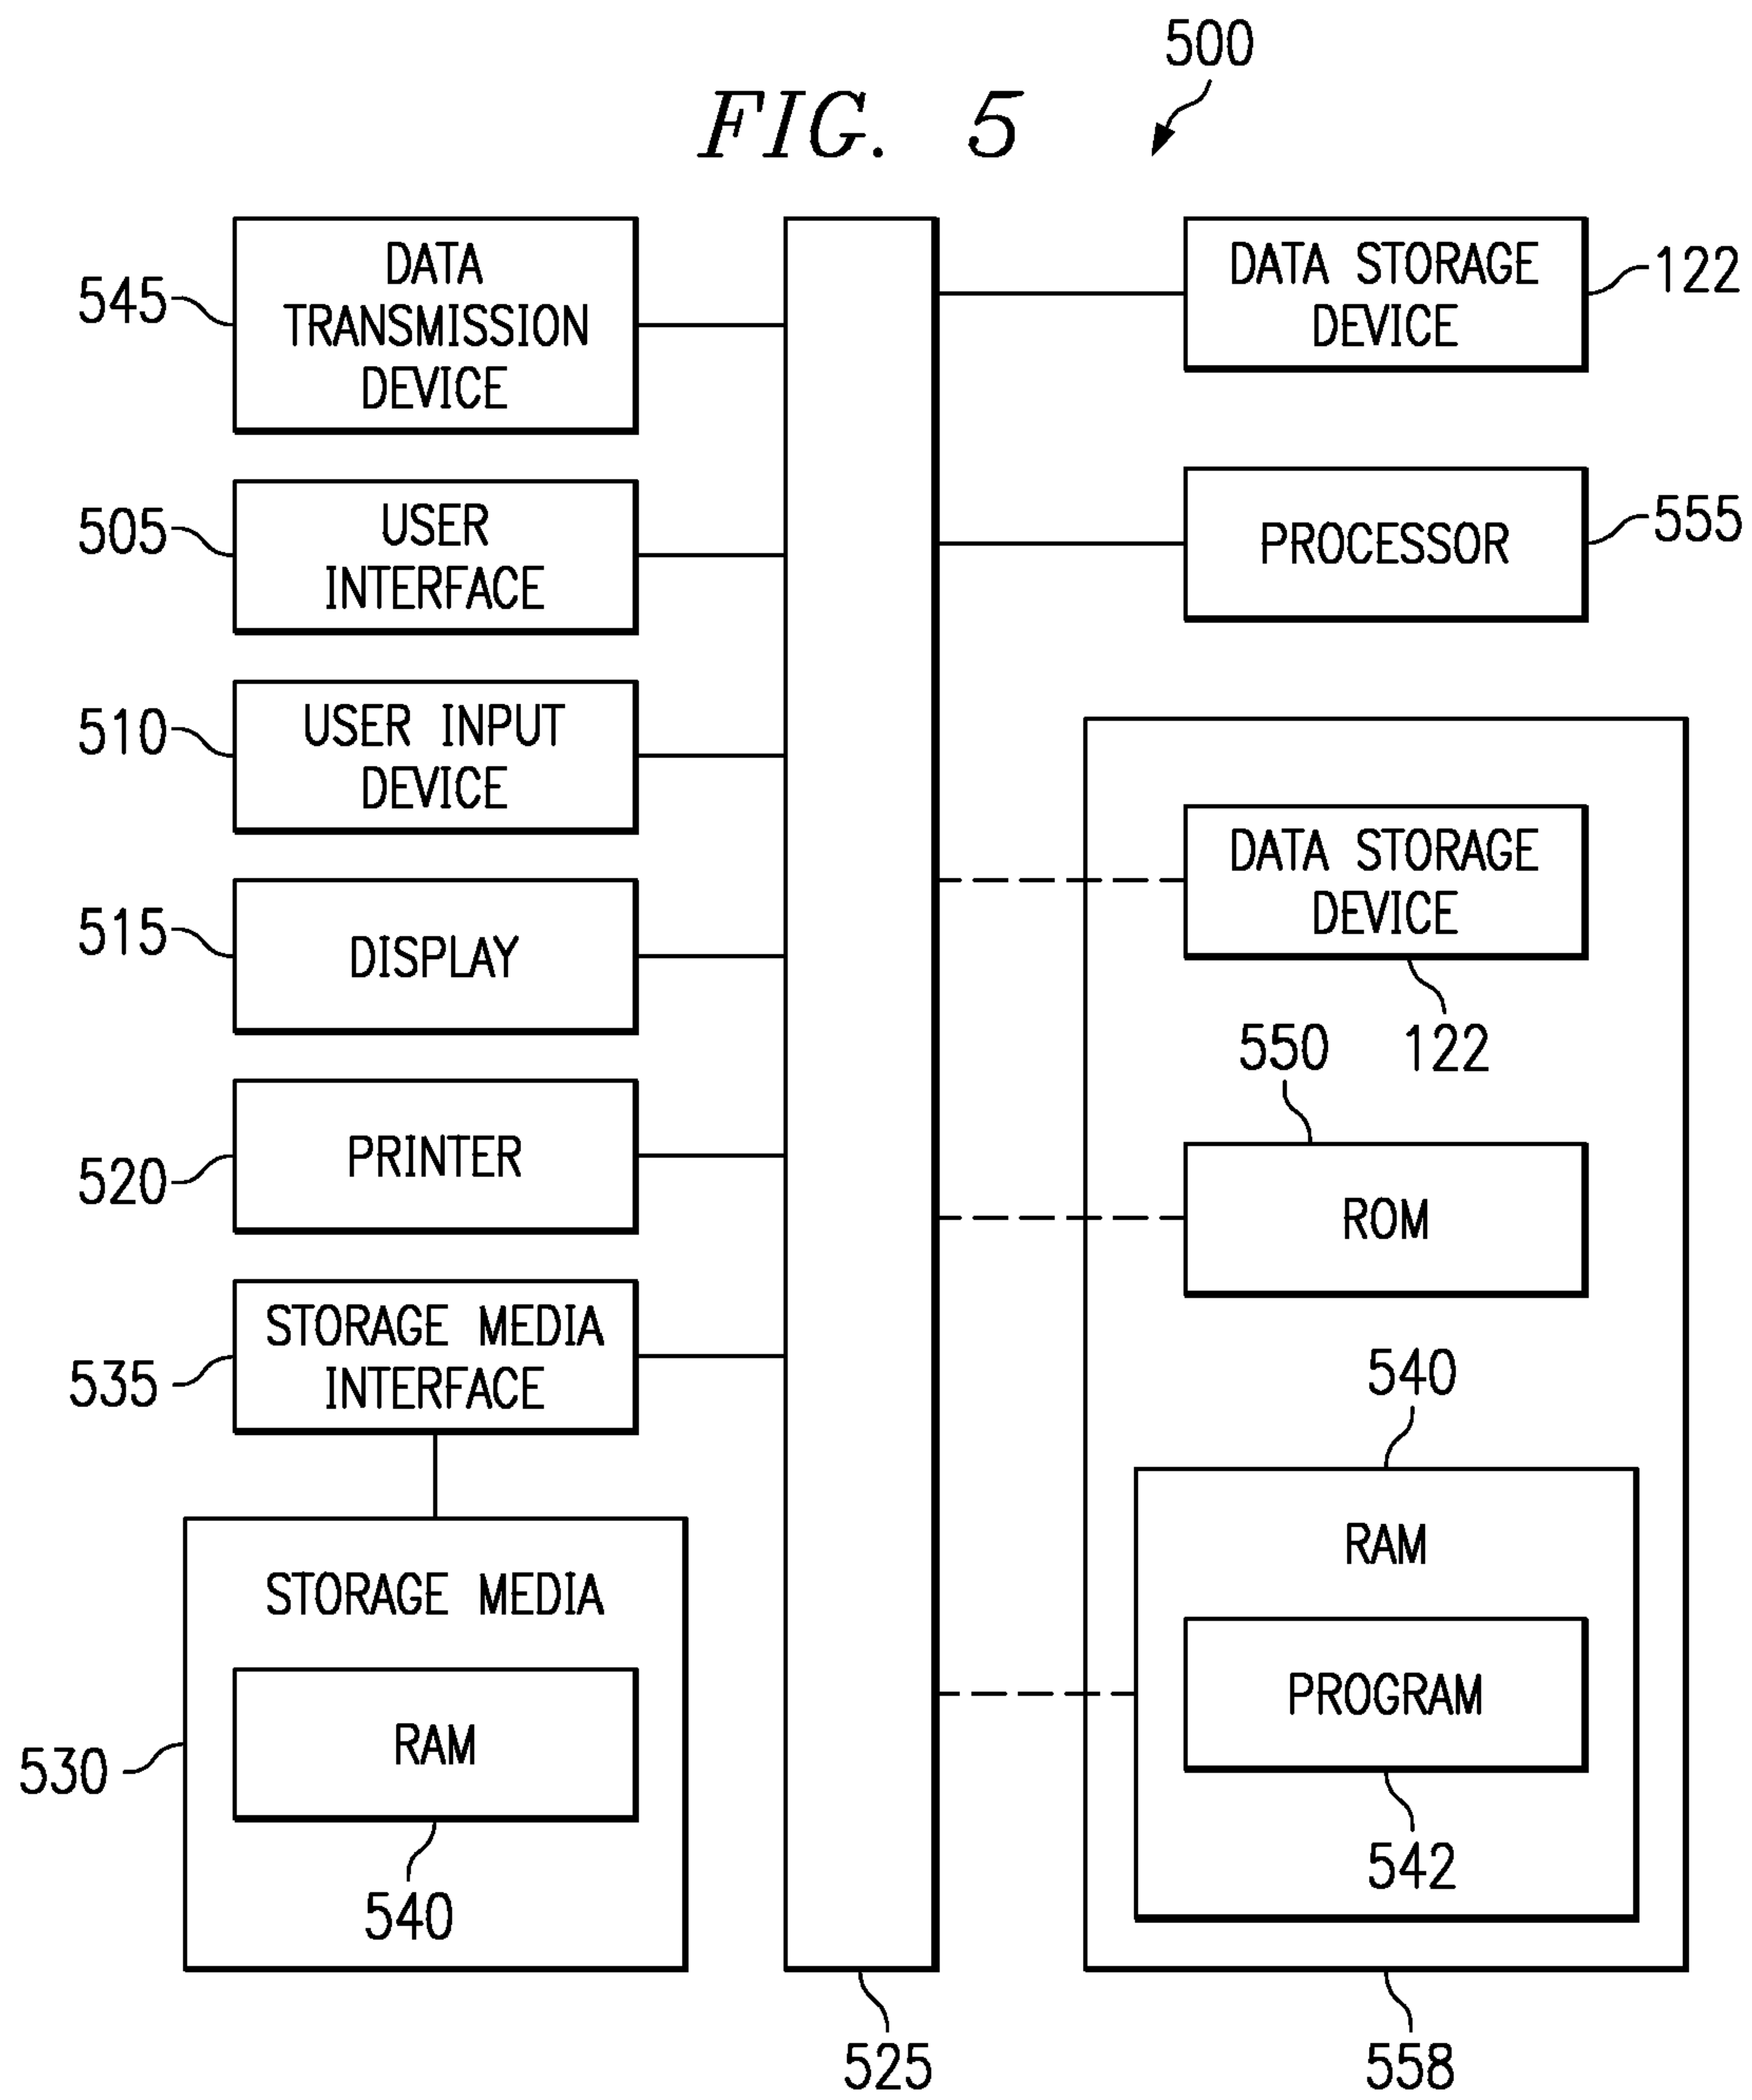 500
FIG. 5
DATA
TRANSMISSION
DEVICE
545
USER
INTERFACE
505
USER INPUT
DEVICE
510
DISPLAY
515
PRINTER
520
STORAGE MEDIA
INTERFACE
535
STORAGE MEDIA
RAM
530
540
525
DATA STORAGE
DEVICE
122
PROCESSOR
555
DATA STORAGE
DEVICE
122
550
ROM
540
RAM
PROGRAM
542
558